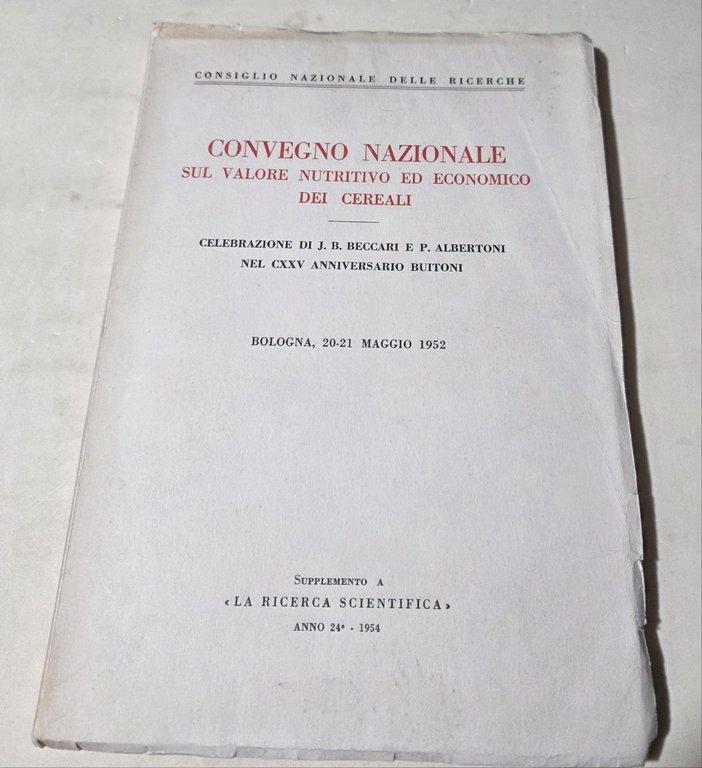 CONSIGLIO NAZIONALE DELLE RICERCHE
CONVEGNO NAZIONALE
SUL VALORE NUTRITIVO ED ECONOMICO
DEI CEREALI
CELEBRAZIONE DI J. B. BECCARI E P. ALBERTONI
NEL CXXV ANNIVERSARIO BUITONI
BOLOGNA, 20-21 MAGGIO 1952
SUPPLEMENTO A
«LA RICERCA SCIENTIFICA»
ANNO 24° - 1954